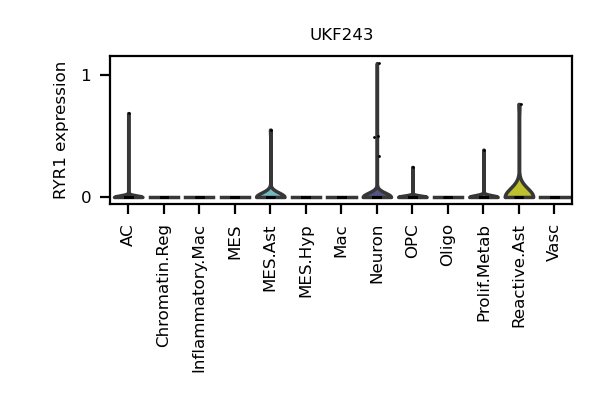 UKF243
RYR1 expression
1
0
AC
Chromatin.Reg
Inflammatory.Mac
MES
MES.Ast
MES.Hyp
Mac
Neuron
OPC
Oligo
Prolif.Metab
Reactive.Ast
Vasc